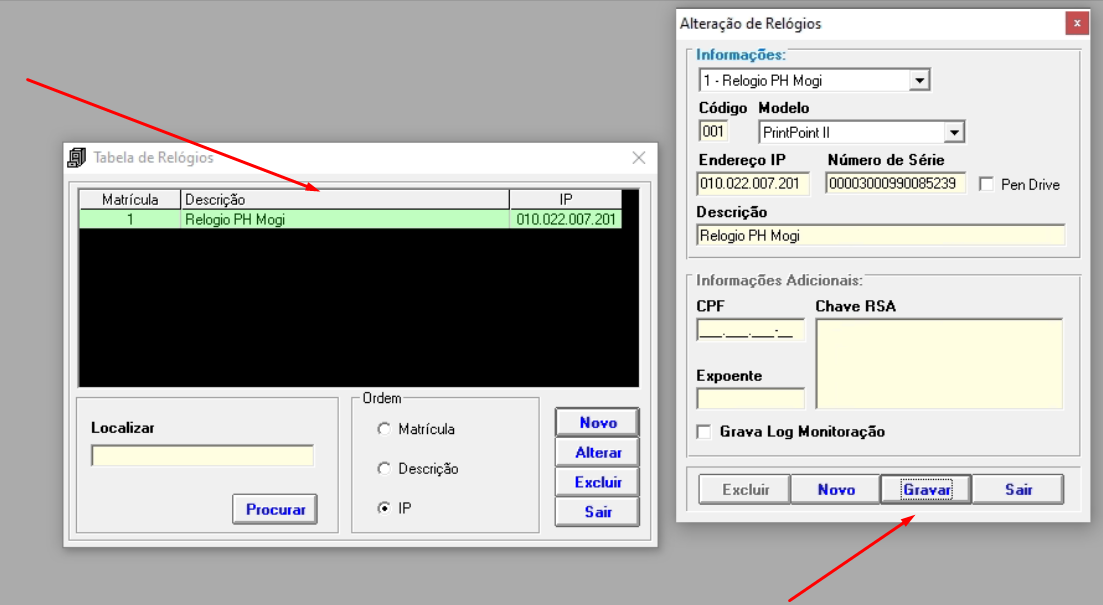 Tabela de Relógios
Matrícula Descrição IP
1 Relogio PH Mogi 010.022.007.201
Localizar
Procurar
Ordem
Matrícula
Descrição
IP
Novo
Alterar
Excluir
Sair
Alteração de Relógios
x
Informações:
1 - Relogio PH Mogi
Código Modelo
001 PrintPoint II
Endereço IP Número de Série
010.022.007.201 00003000990085239 Pen Drive
Descrição
Relogio PH Mogi
Informações Adicionais:
CPF Chave RSA
___.___.___-__
Expoente
Grava Log Monitoração
Excluir Novo Gravar Sair